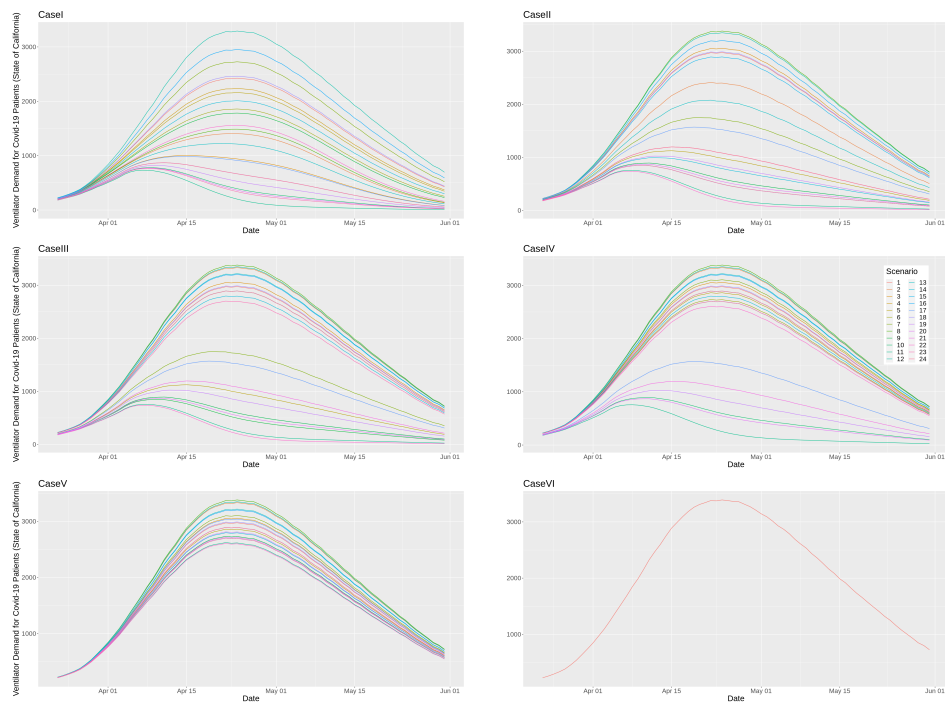 CaseI
Ventilator Demand for Covid-19 Patients (State of California)
3000
2000
1000
0
Apr 01 Apr 15 May 01 May 15 Jun 01
Date
CaseII
3000
2000
1000
0
Apr 01 Apr 15 May 01 May 15 Jun 01
Date
CaseIII
Ventilator Demand for Covid-19 Patients (State of California)
3000
2000
1000
0
Apr 01 Apr 15 May 01 May 15 Jun 01
Date
CaseIV
3000
2000
1000
0
Apr 01 Apr 15 May 01 May 15 Jun 01
Date
Scenario
1 13
2 14
3 15
4 16
5 17
6 18
7 19
8 20
9 21
10 22
11 23
12 24
CaseV
Ventilator Demand for Covid-19 Patients (State of California)
3000
2000
1000
Apr 01 Apr 15 May 01 May 15 Jun 01
Date
CaseVI
3000
2000
1000
Apr 01 Apr 15 May 01 May 15 Jun 01
Date